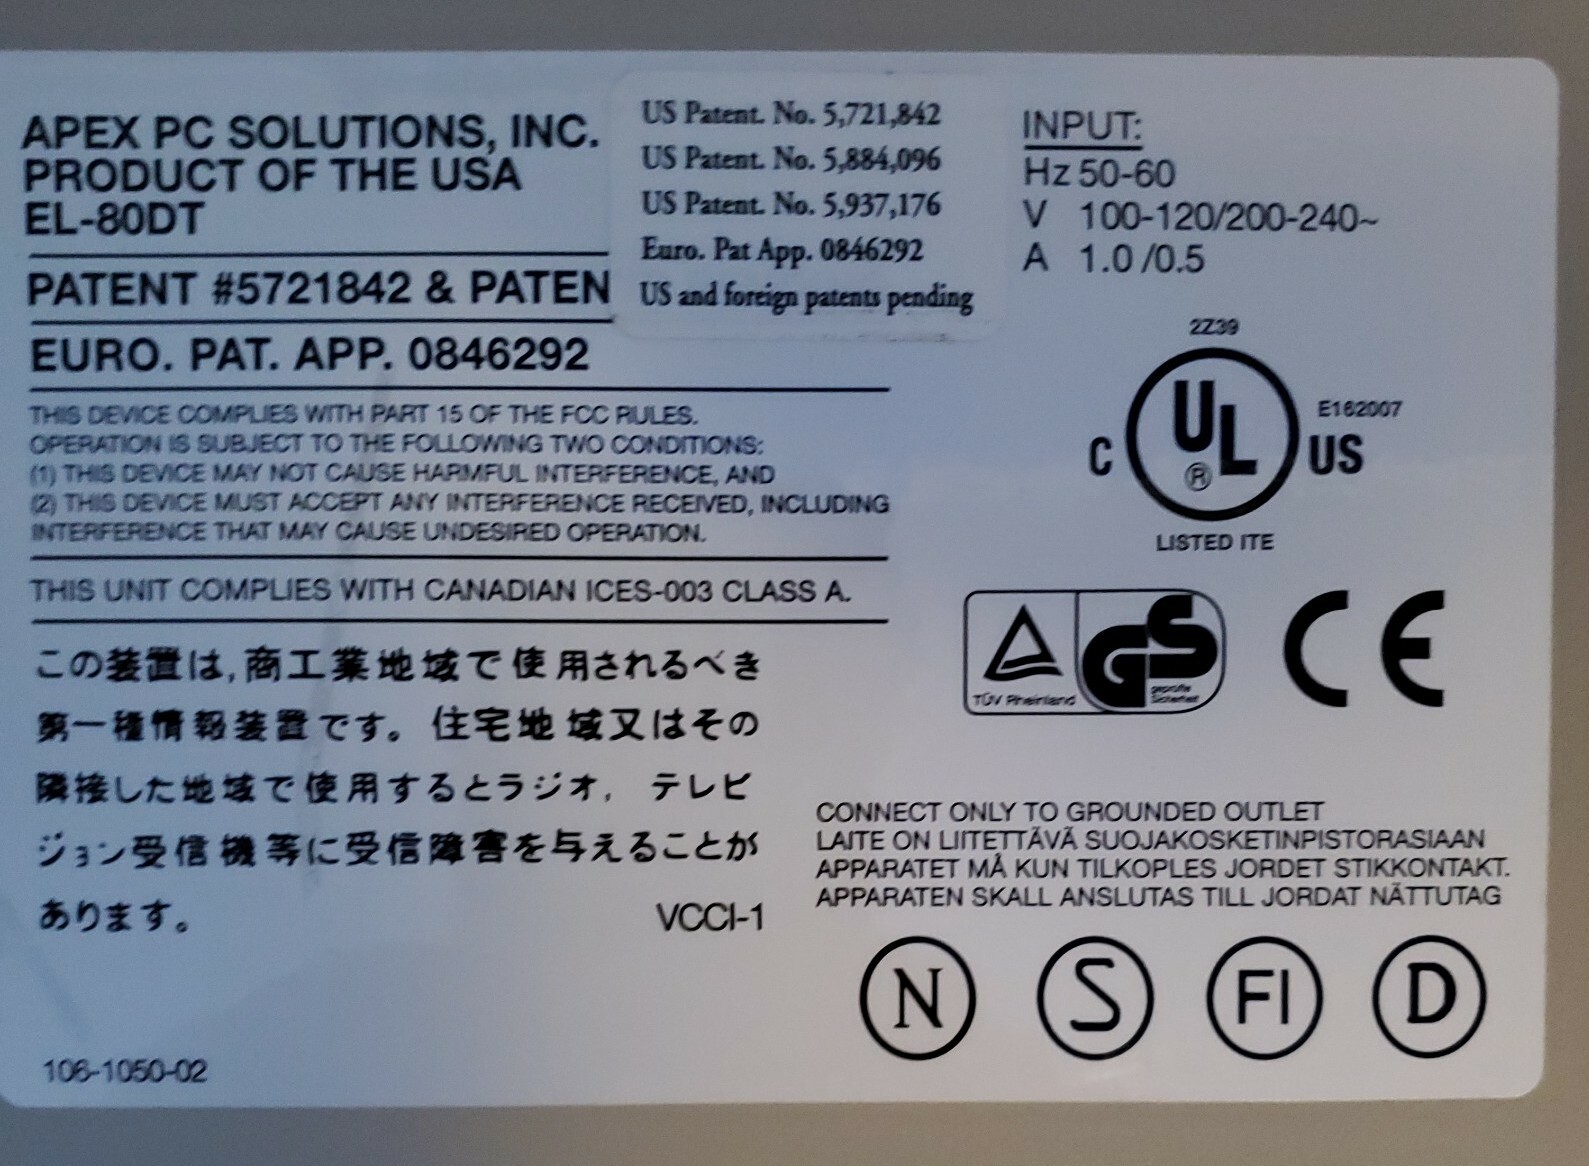 APEX PC SOLUTIONS, INC.
PRODUCT OF THE USA
EL-80DT
PATENT #5721842 & PATEN
EURO. PAT. APP. 0846292
US Patent. No. 5,721,842
US Patent. No. 5,884,096
US Patent. No. 5,937,176
Euro. Pat App. 0846292
US and foreign patents pending
THIS DEVICE COMPLIES WITH PART 15 OF THE FCC RULES.
OPERATION IS SUBJECT TO THE FOLLOWING TWO CONDITIONS:
(1) THIS DEVICE MAY NOT CAUSE HARMFUL INTERFERENCE, AND
(2) THIS DEVICE MUST ACCEPT ANY INTERFERENCE RECEIVED, INCLUDING
INTERFERENCE THAT MAY CAUSE UNDESIRED OPERATION.
THIS UNIT COMPLIES WITH CANADIAN ICES-003 CLASS A.
この装置は,商工業地域で使用されるべき
第一種情報装置です。住宅地域又はその
隣接した地域で使用するとラジオ,テレビ
ジョン受信機等に受信障害を与えることが
あります。 VCCI-1
106-1050-02
INPUT:
Hz 50-60
V 100-120/200-240~
A 1.0/0.5
2Z39
C UL ® US
E162007
LISTED ITE
TÜV Rheinland
GS
geprüfte
Sicherheit
CE
CONNECT ONLY TO GROUNDED OUTLET
LAITE ON LIITETTÄVÄ SUOJAKOSKETINPISTORASIAAN
APPARATET MÅ KUN TILKOPLES JORDET STIKKONTAKT.
APPARATEN SKALL ANSLUTAS TILL JORDAT NÄTTUTAG
N S FI D